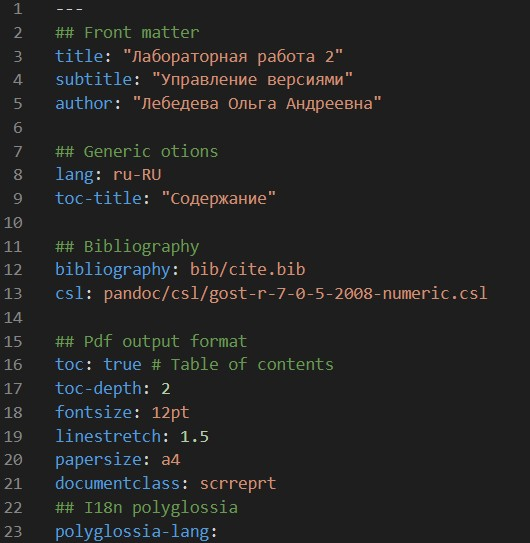 1 ---
2 ## Front matter
3 title: "Лабораторная работа 2"
4 subtitle: "Управление версиями"
5 author: "Лебедева Ольга Андреевна"
6
7 ## Generic otions
8 lang: ru-RU
9 toc-title: "Содержание"
10
11 ## Bibliography
12 bibliography: bib/cite.bib
13 csl: pandoc/csl/gost-r-7-0-5-2008-numeric.csl
14
15 ## Pdf output format
16 toc: true # Table of contents
17 toc-depth: 2
18 fontsize: 12pt
19 linestretch: 1.5
20 papersize: a4
21 documentclass: scrreprt
22 ## I18n polyglossia
23 polyglossia-lang: